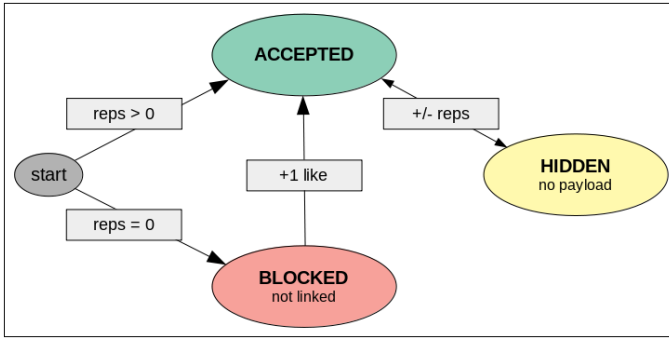 ACCEPTED
reps > 0
+/- reps
start
+1 like
HIDDEN
no payload
reps = 0
BLOCKED
not linked